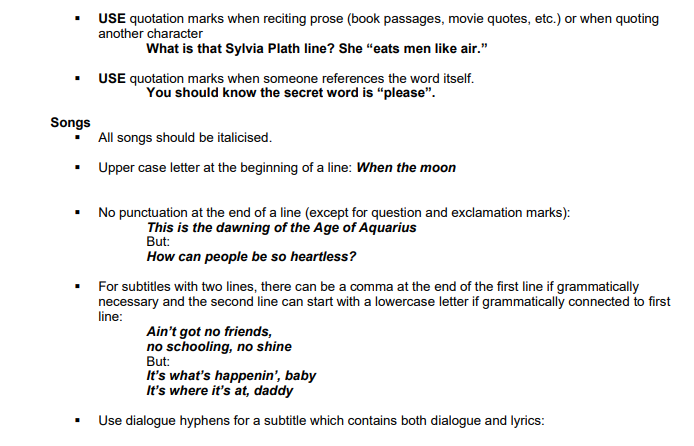 ▪ USE quotation marks when reciting prose (book passages, movie quotes, etc.) or when quoting
another character
What is that Sylvia Plath line? She “eats men like air.”
▪ USE quotation marks when someone references the word itself.
You should know the secret word is “please”.
Songs
▪ All songs should be italicised.
▪ Upper case letter at the beginning of a line: When the moon
▪ No punctuation at the end of a line (except for question and exclamation marks):
This is the dawning of the Age of Aquarius
But:
How can people be so heartless?
▪ For subtitles with two lines, there can be a comma at the end of the first line if grammatically
necessary and the second line can start with a lowercase letter if grammatically connected to first
line:
Ain’t got no friends,
no schooling, no shine
But:
It’s what’s happenin’, baby
It’s where it’s at, daddy
▪ Use dialogue hyphens for a subtitle which contains both dialogue and lyrics: